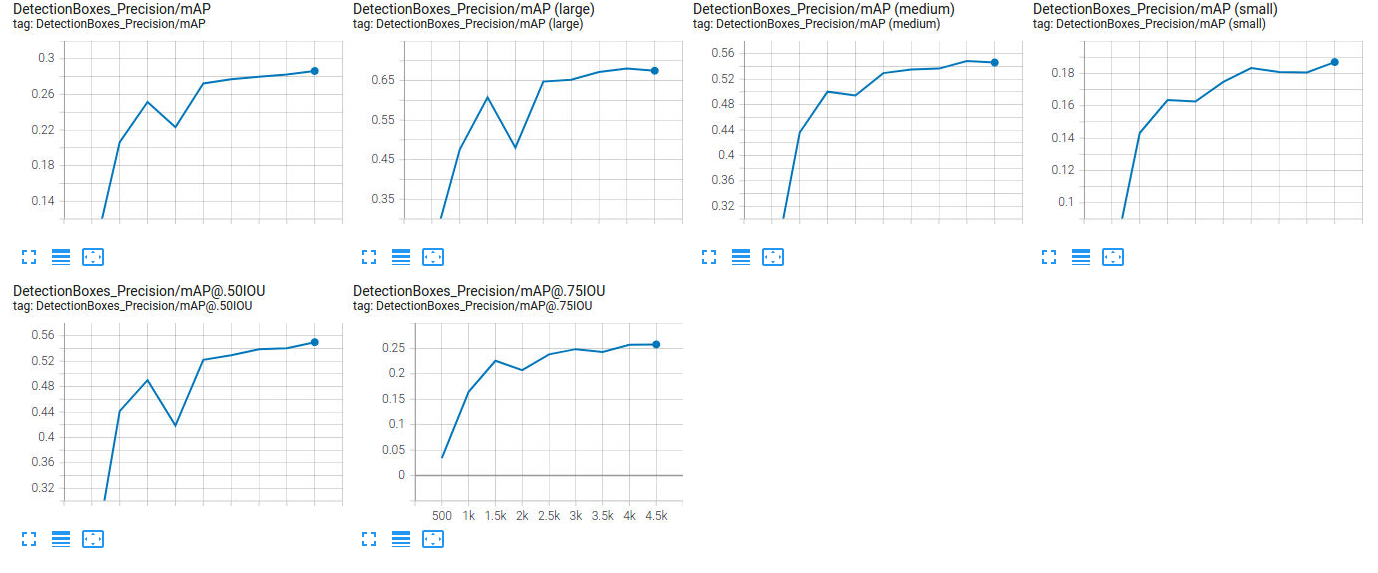 DetectionBoxes_Precision/mAP
tag: DetectionBoxes_Precision/mAP
0.3
0.26
0.22
0.18
0.14
DetectionBoxes_Precision/mAP (large)
tag: DetectionBoxes_Precision/mAP (large)
0.65
0.55
0.45
0.35
DetectionBoxes_Precision/mAP (medium)
tag: DetectionBoxes_Precision/mAP (medium)
0.56
0.52
0.48
0.44
0.4
0.36
0.32
DetectionBoxes_Precision/mAP (small)
tag: DetectionBoxes_Precision/mAP (small)
0.18
0.16
0.14
0.12
0.1
DetectionBoxes_Precision/mAP@.50IOU
tag: DetectionBoxes_Precision/mAP@.50IOU
0.56
0.52
0.48
0.44
0.4
0.36
0.32
DetectionBoxes_Precision/mAP@.75IOU
tag: DetectionBoxes_Precision/mAP@.75IOU
0.25
0.2
0.15
0.1
0.05
0
500 1k 1.5k 2k 2.5k 3k 3.5k 4k 4.5k